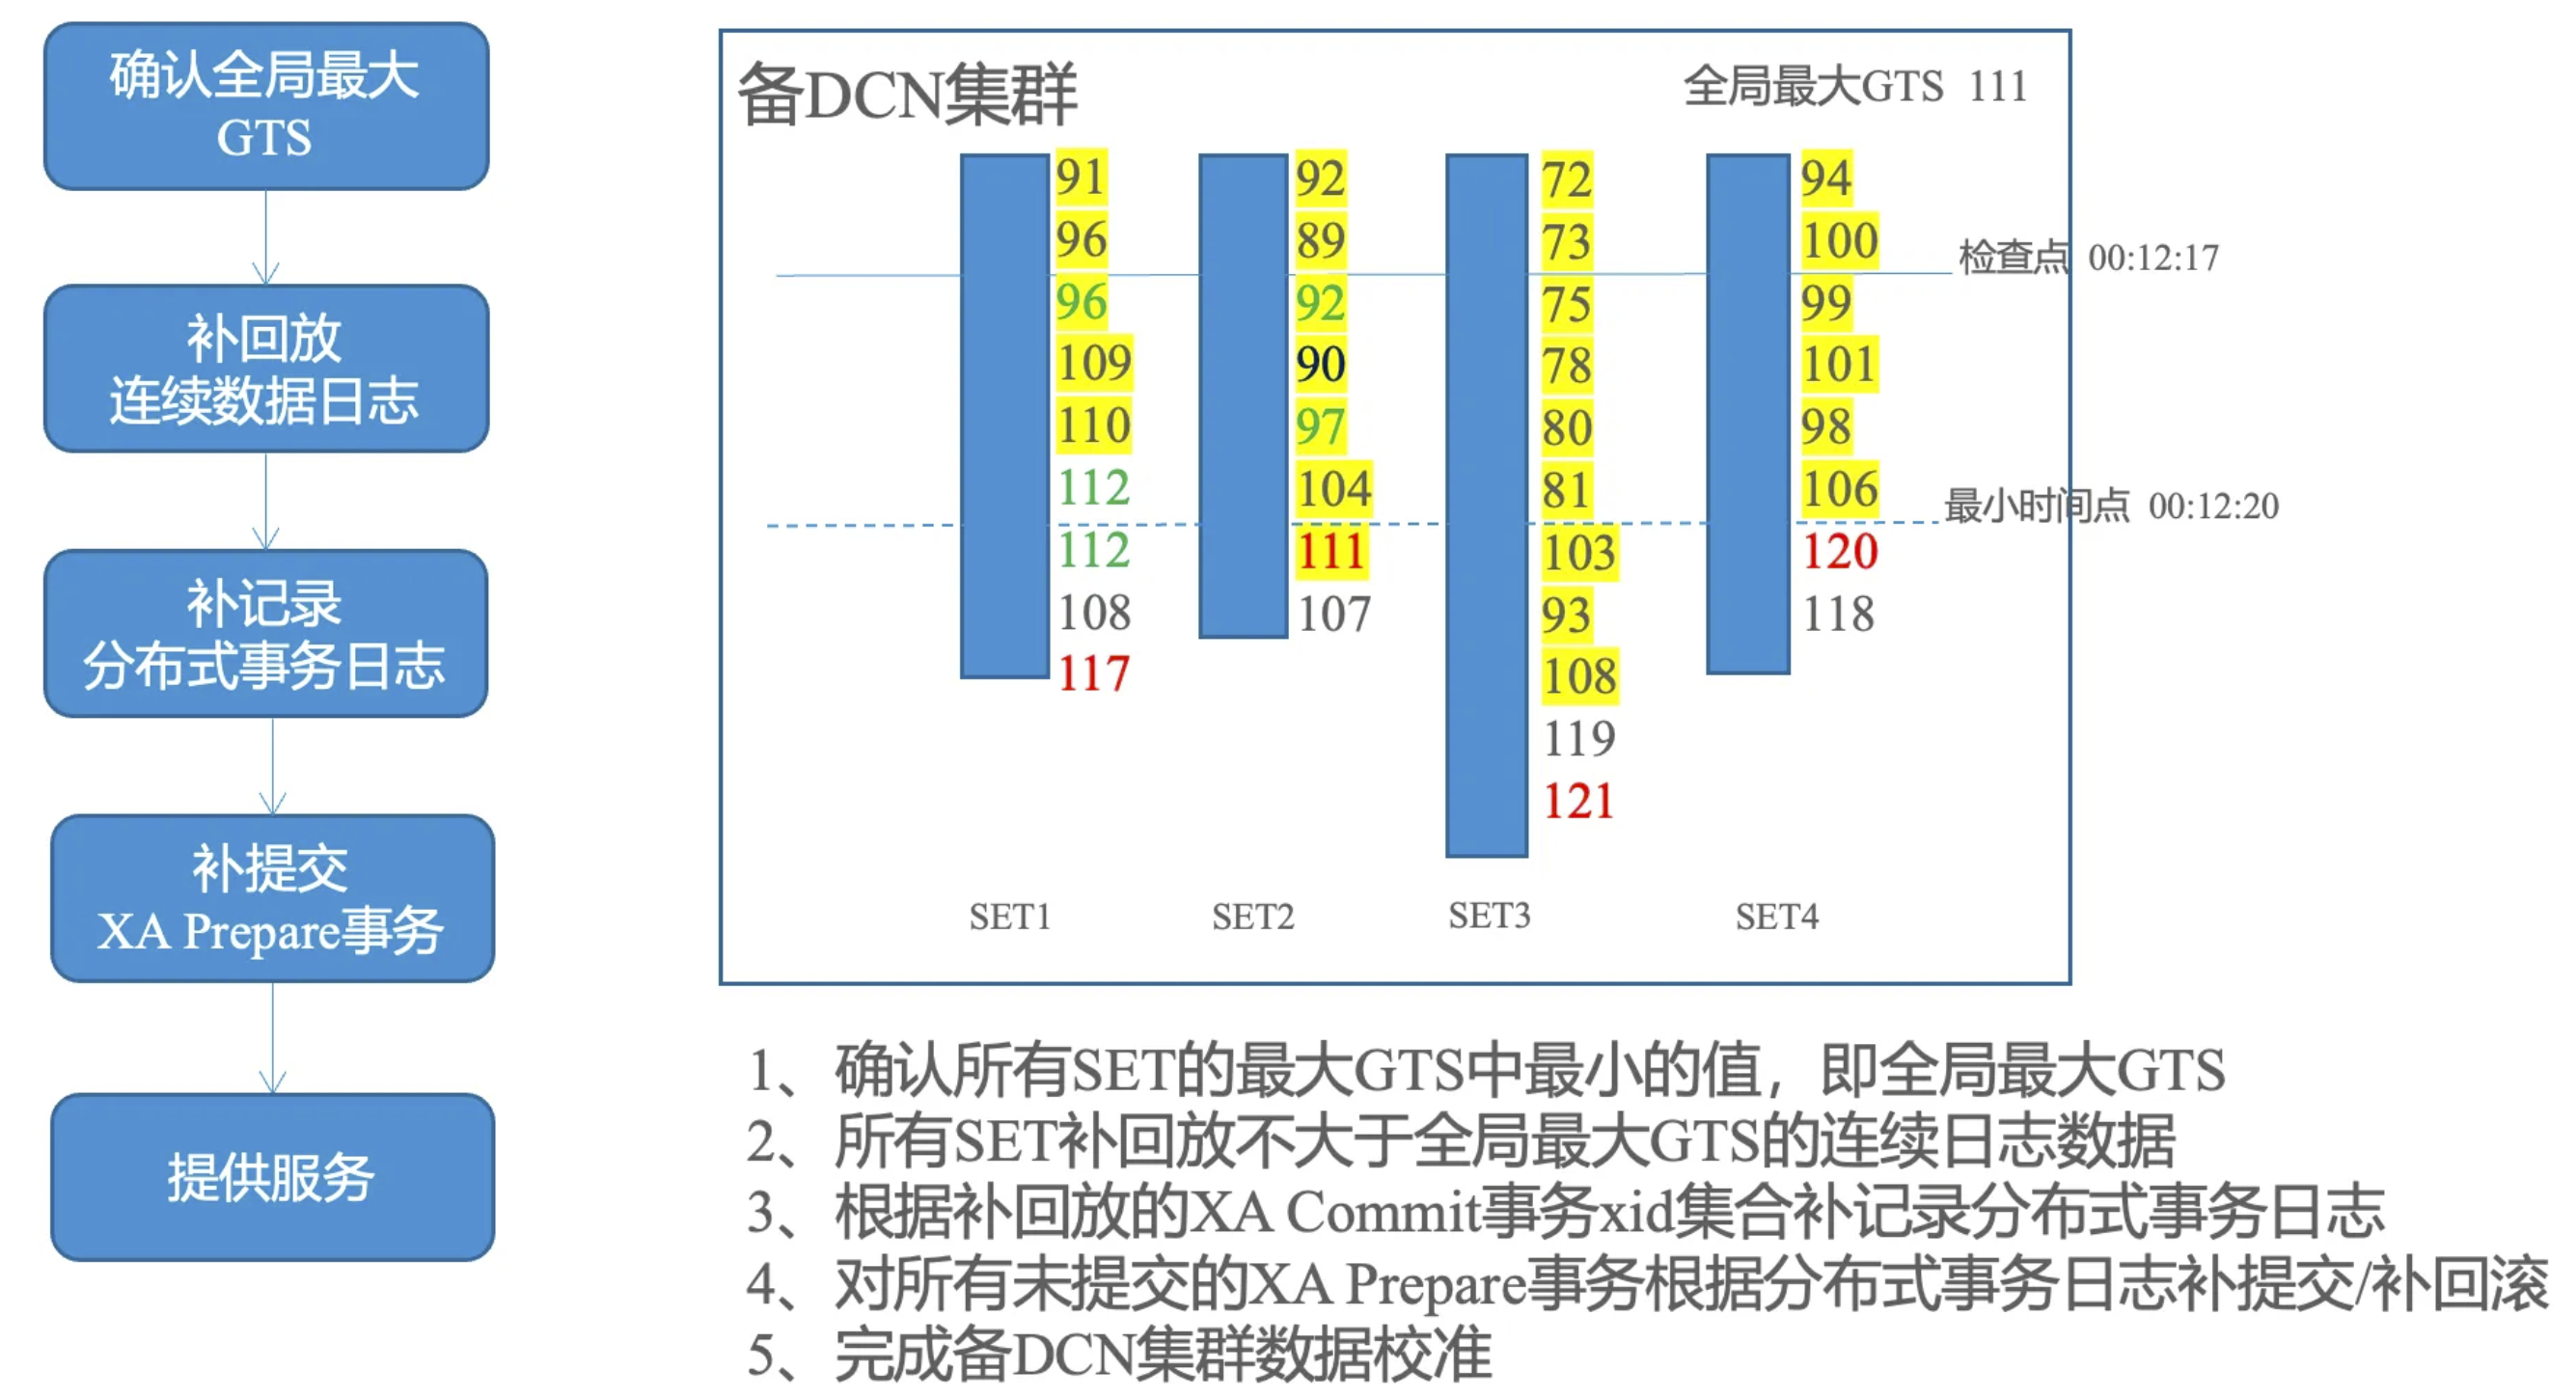 确认全局最大
GTS
补回放
连续数据日志
补记录
分布式事务日志
补提交
XA Prepare事务
提供服务
备DCN集群
全局最大GTS 111
91
96
96
109
110
112
112
108
117
SET1
92
89
92
90
97
104
111
107
SET2
72
73
75
78
80
81
103
93
108
119
121
SET3
94
100
99
101
98
106
120
118
SET4
检查点 00:12:17
最小时间点 00:12:20
1、确认所有SET的最大GTS中最小的值，即全局最大GTS
2、所有SET补回放不大于全局最大GTS的连续日志数据
3、根据补回放的XA Commit事务xid集合补记录分布式事务日志
4、对所有未提交的XA Prepare事务根据分布式事务日志补提交/补回滚
5、完成备DCN集群数据校准